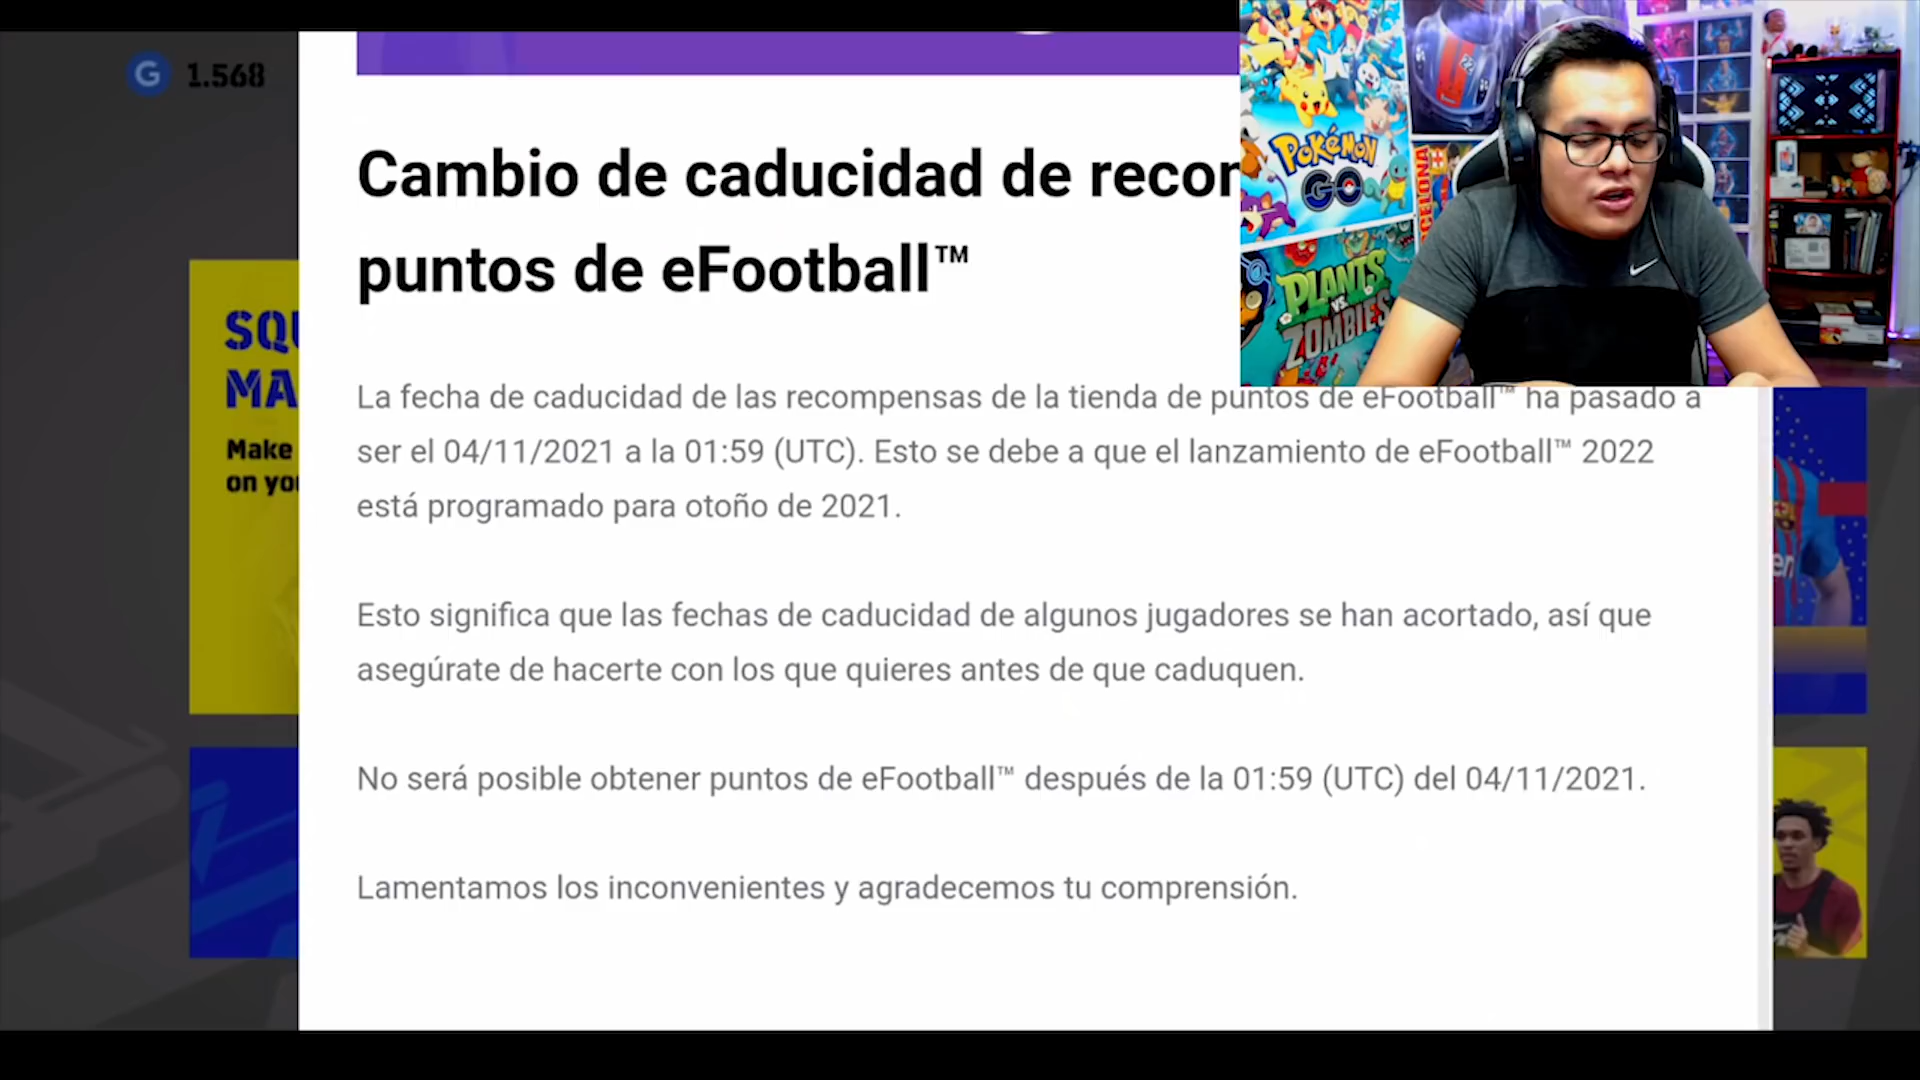 1.568
Cambio de caducidad de recom
puntos de eFootball™
La fecha de caducidad de las recompensas de la tienda de puntos de eFootball™ ha pasado a
ser el 04/11/2021 a la 01:59 (UTC). Esto se debe a que el lanzamiento de eFootball™ 2022
está programado para otoño de 2021.
Esto significa que las fechas de caducidad de algunos jugadores se han acortado, así que
asegúrate de hacerte con los que quieres antes de que caduquen.
No será posible obtener puntos de eFootball™ después de la 01:59 (UTC) del 04/11/2021.
Lamentamos los inconvenientes y agradecemos tu comprensión.
SQU
MA
Make
on you
POKÉMON
GO
PLANTS
VS.
ZOMBIES
CELONA